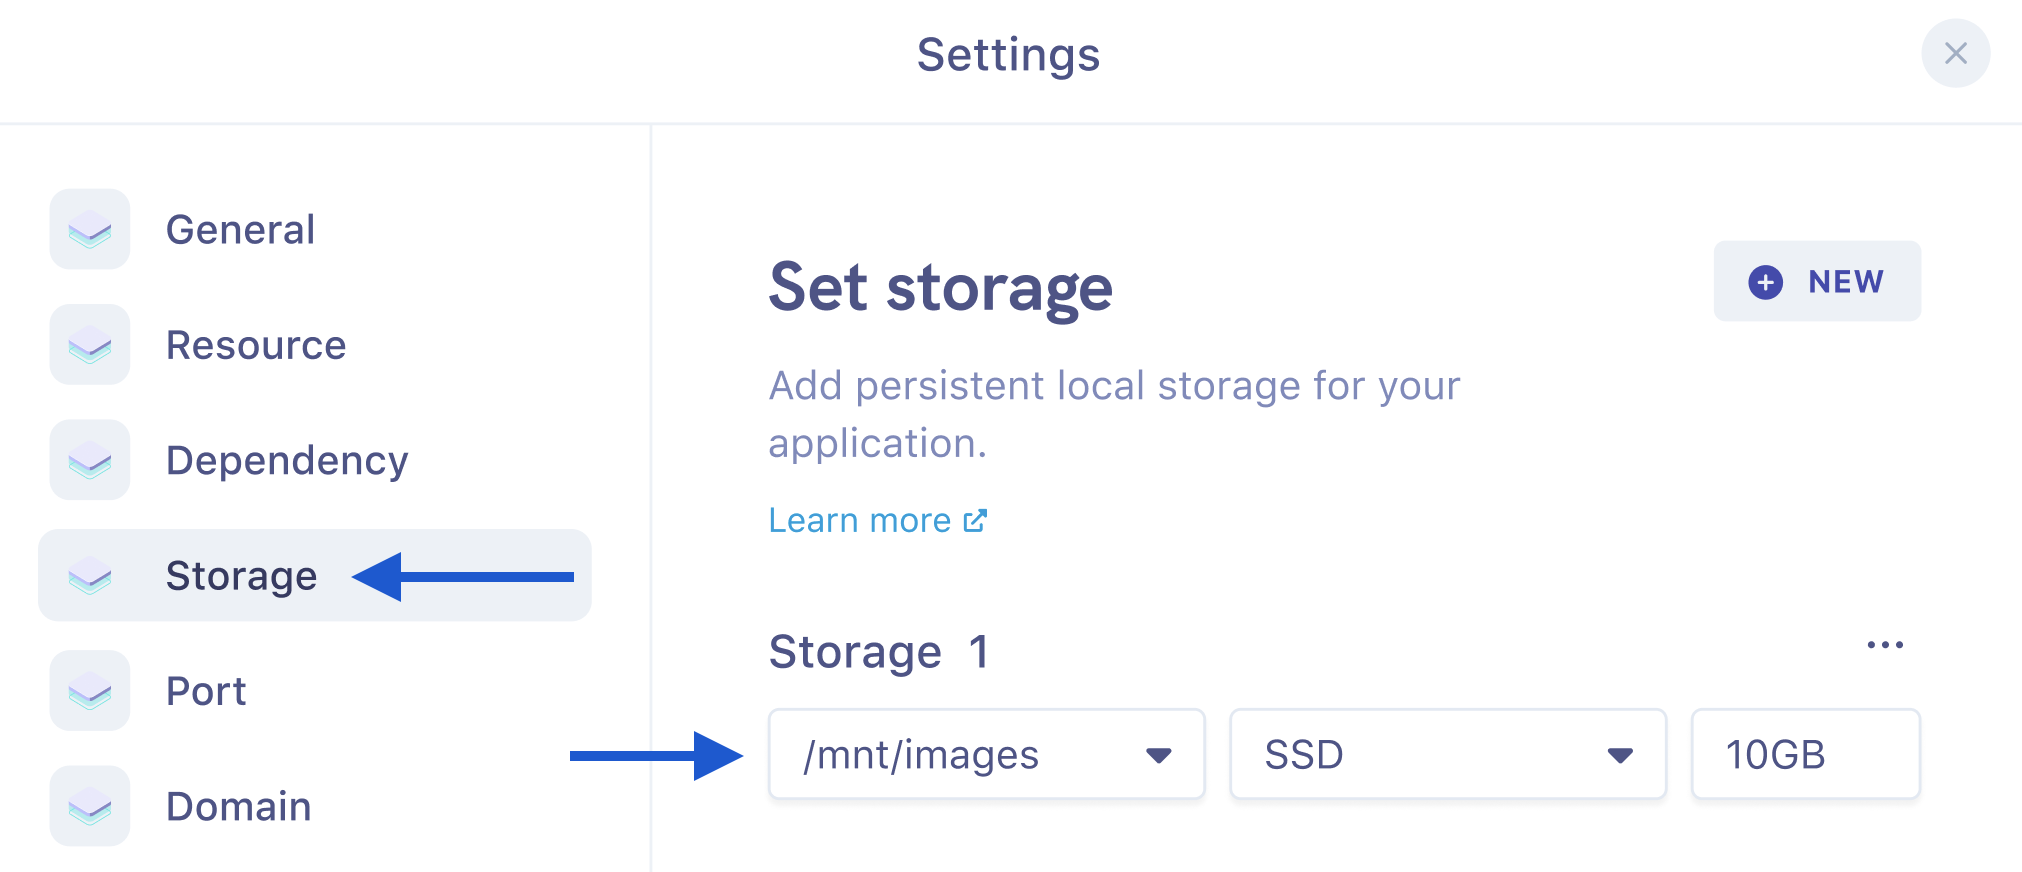 Settings
General
Resource
Dependency
Storage
Port
Domain
Set storage
NEW
Add persistent local storage for your
application.
Learn more
Storage 1
/mnt/images
SSD
10GB